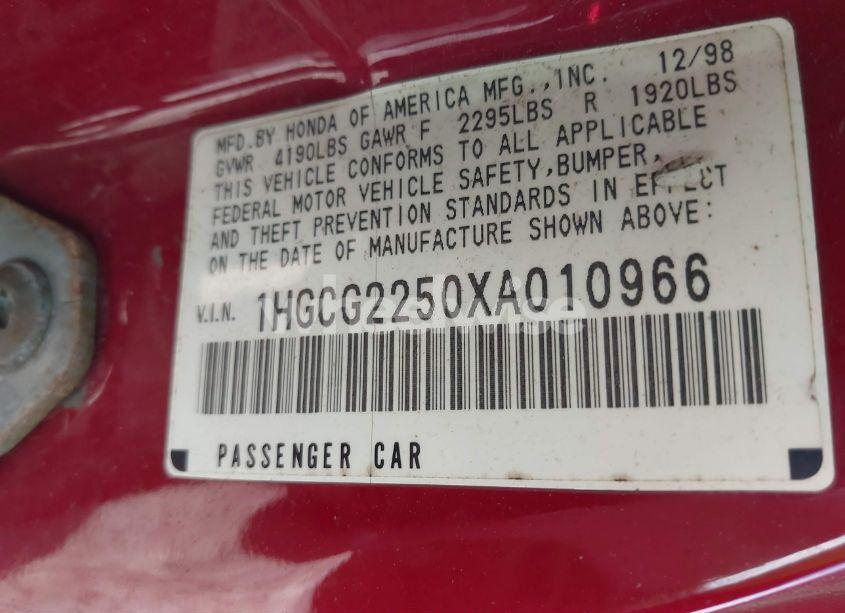 MFD.BY HONDA OF AMERICA MFG.,INC. 12/98
GVWR 4190LBS GAWR F 2295LBS R 1920LBS
THIS VEHICLE CONFORMS TO ALL APPLICABLE
FEDERAL MOTOR VEHICLE SAFETY,BUMPER,
AND THEFT PREVENTION STANDARDS IN EFFECT
ON THE DATE OF MANUFACTURE SHOWN ABOVE:
V.I.N. 1HGCG2250XA010966
PASSENGER CAR